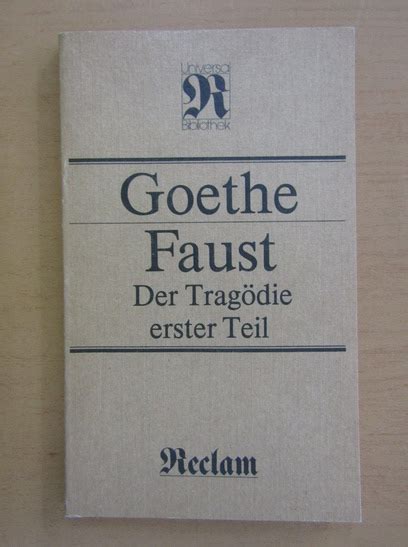 Universal
R
Bibliothek
Goethe
Faust
Der Tragödie
erster Teil
Reclam